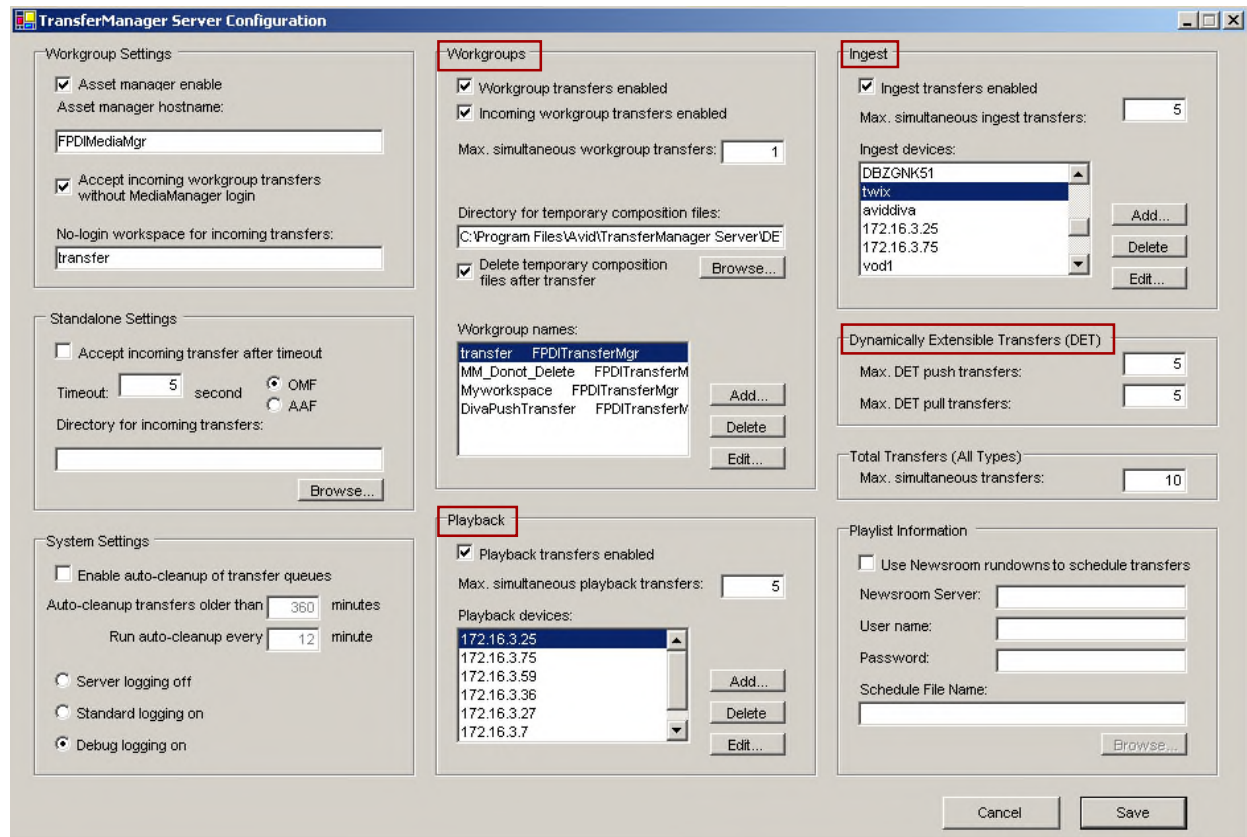 TransferManager Server Configuration
Workgroup Settings
Asset manager enable
Asset manager hostname:
FPDIMediaMgr
Accept incoming workgroup transfers
without MediaManager login
No-login workspace for incoming transfers:
transfer
Standalone Settings
Accept incoming transfer after timeout
Timeout: 5 second OMF
AAF
Directory for incoming transfers:
Browse...
System Settings
Enable auto-cleanup of transfer queues
Auto-cleanup transfers older than 360 minutes
Run auto-cleanup every 12 minute
Server logging off
Standard logging on
Debug logging on
Workgroups
Workgroup transfers enabled
Incoming workgroup transfers enabled
Max. simultaneous workgroup transfers: 1
Directory for temporary composition files:
C:\Program Files\Avid\TransferManager Server\DE
Delete temporary composition
files after transfer
Browse...
Workgroup names:
transfer FPDITransferMgr
MM_Donot_Delete FPDITransferM
Myworkspace FPDITransferMgr
DivaPushTransfer FPDITransferM
Add...
Delete
Edit...
Playback
Playback transfers enabled
Max. simultaneous playback transfers: 5
Playback devices:
172.16.3.25
172.16.3.75
172.16.3.59
172.16.3.36
172.16.3.27
172.16.3.7
Add...
Delete
Edit...
Ingest
Ingest transfers enabled
Max. simultaneous ingest transfers: 5
Ingest devices:
DBZGNK51
twix
aviddiva
172.16.3.25
172.16.3.75
vod1
Add...
Delete
Edit...
Dynamically Extensible Transfers (DET)
Max. DET push transfers: 5
Max. DET pull transfers: 5
Total Transfers (All Types)
Max. simultaneous transfers: 10
Playlist Information
Use Newsroom rundowns to schedule transfers
Newsroom Server:
User name:
Password:
Schedule File Name:
Browse...
Cancel
Save